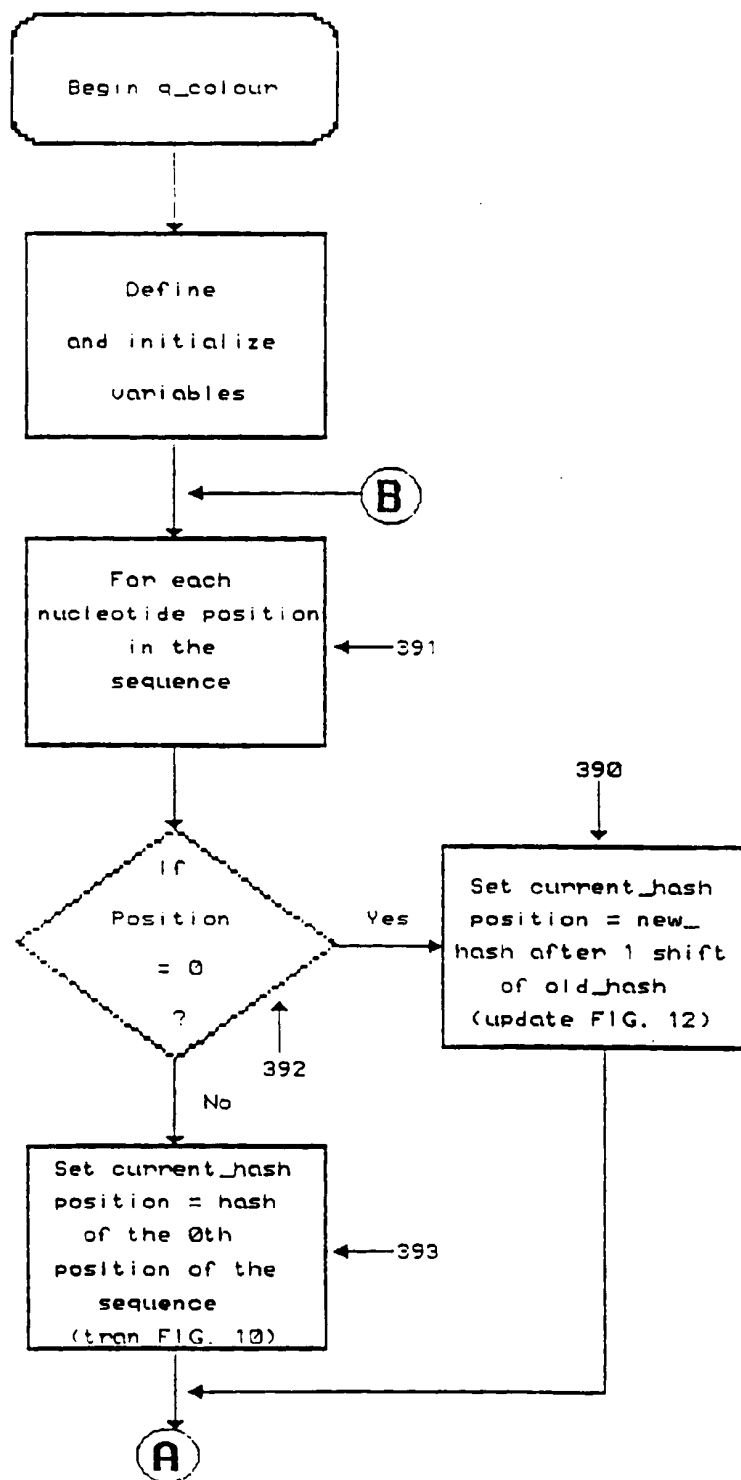 Begin q_colour
Define
and initialize
variables
B
For each
nucleotide position
in the
sequence
391
390
If
Position
= 0
?
Yes
392
No
Set current_hash
position = new_
hash after 1 shift
of old_hash
(update FIG. 12)
Set current_hash
position = hash
of the 0th
position of the
sequence
(tran FIG. 10)
393
A